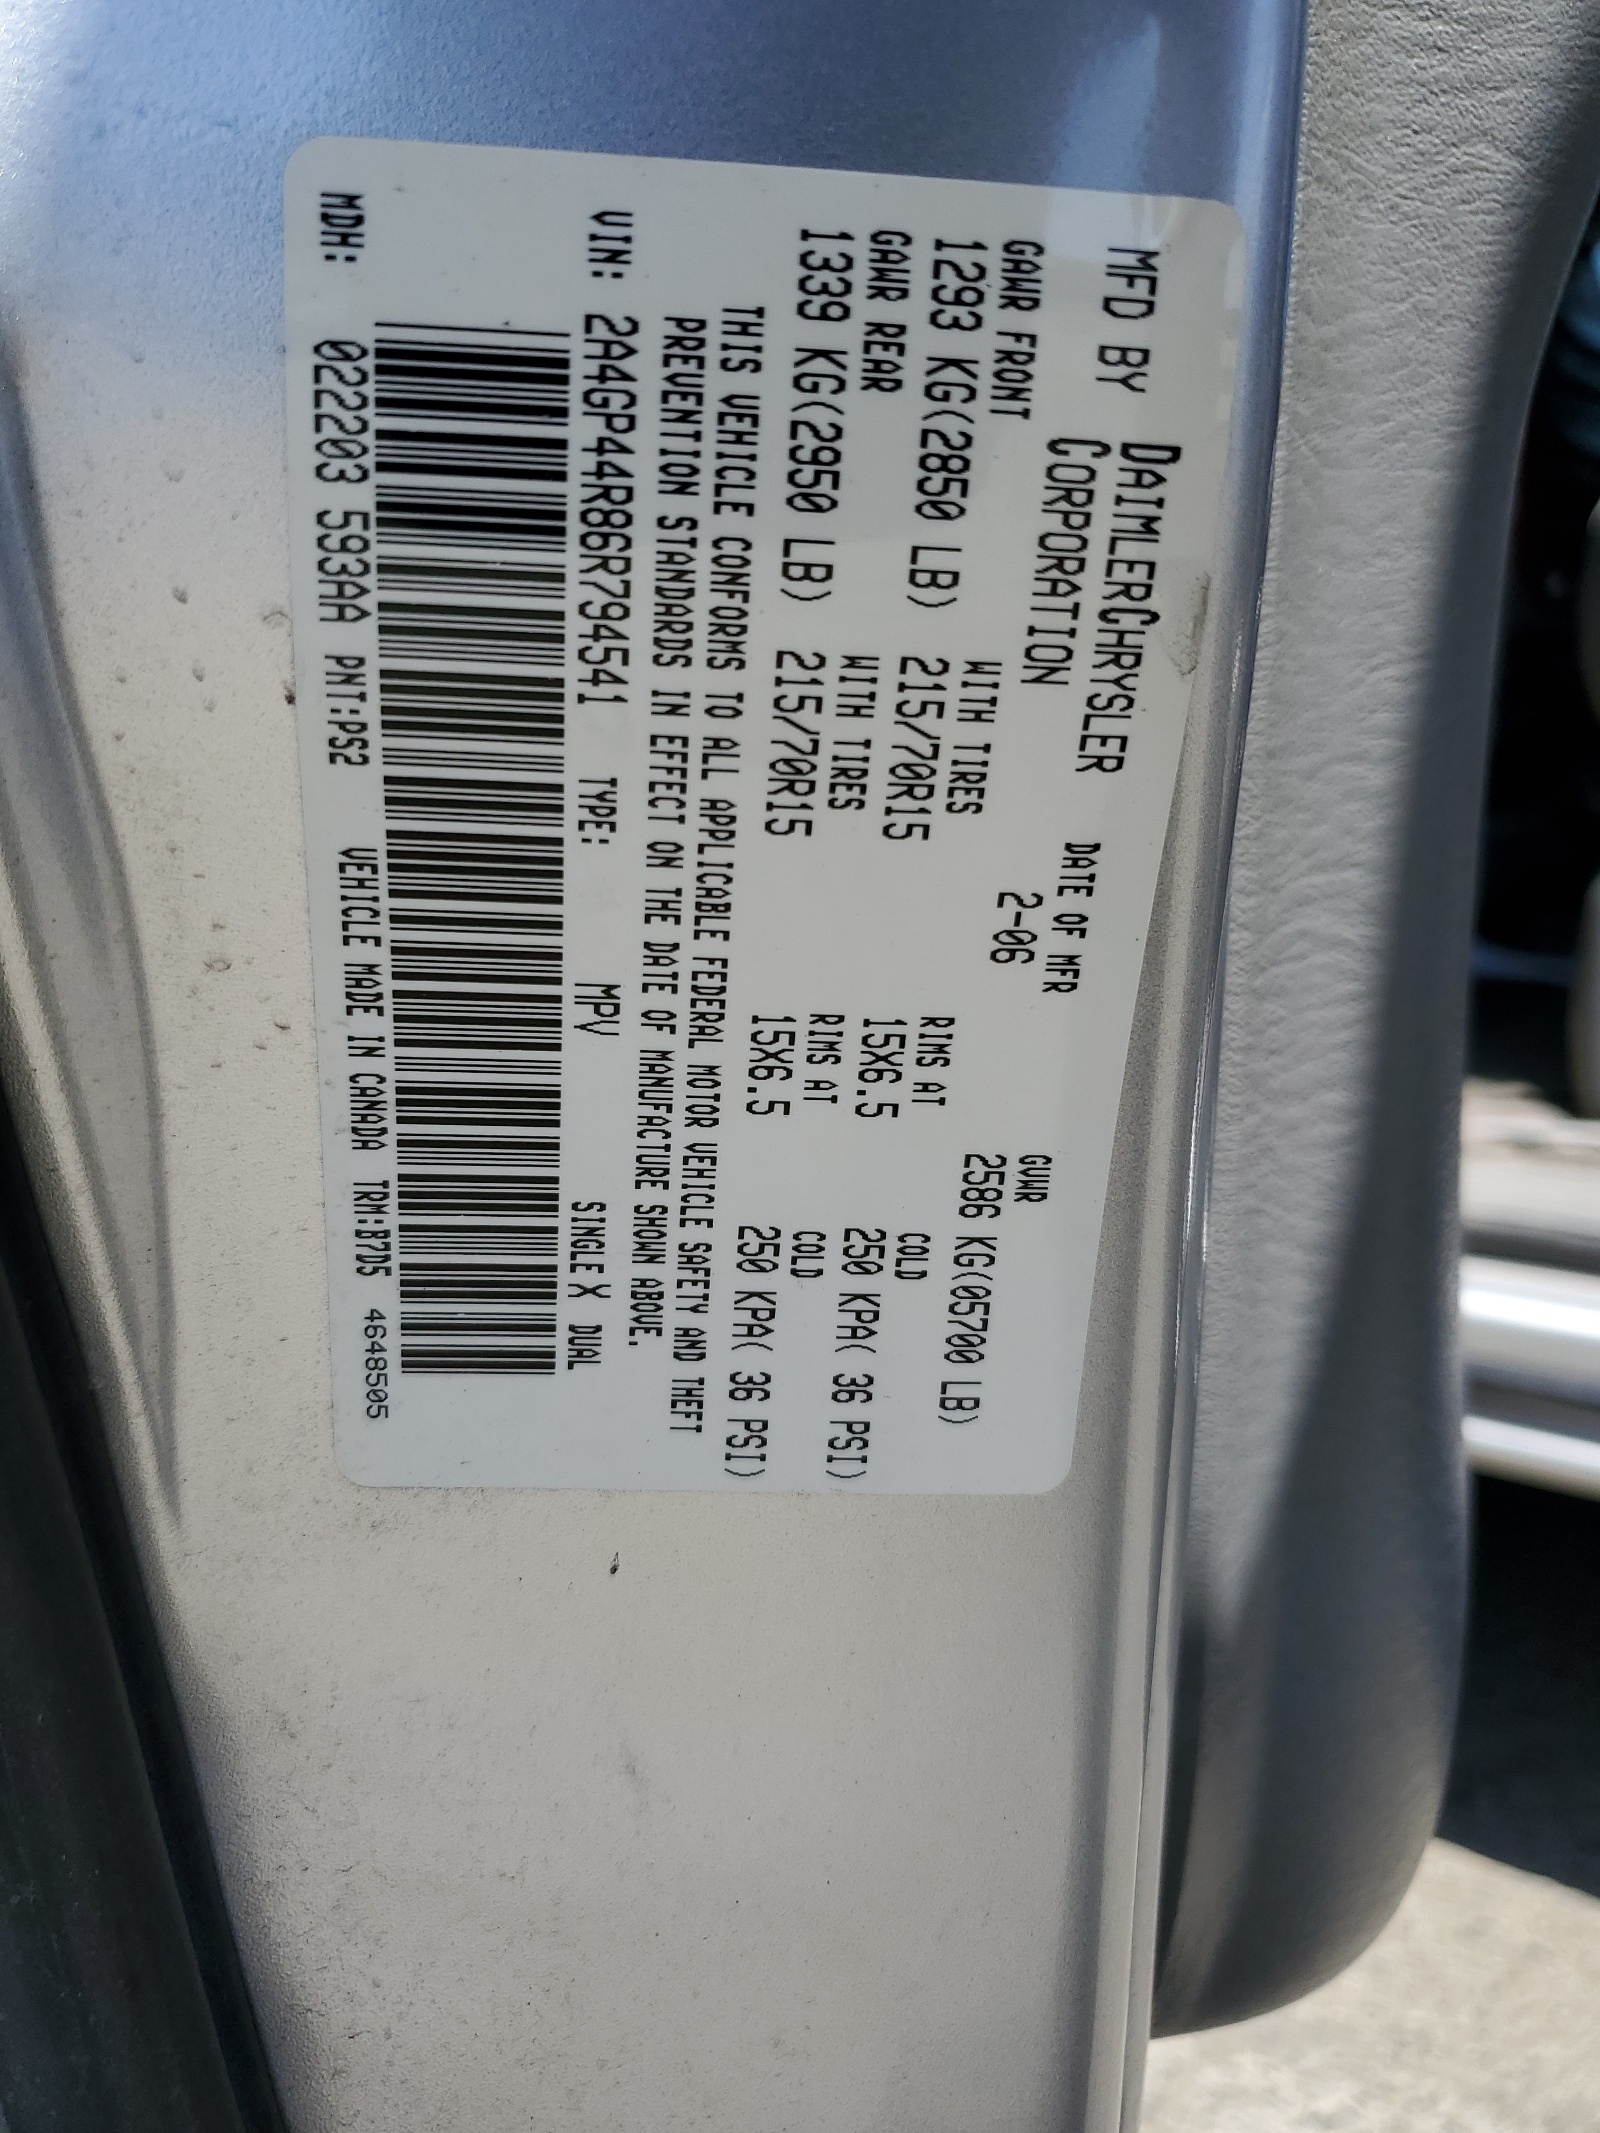 MFD BY DAIMLERCHRYSLER CORPORATION
DATE OF MFR 2-06
GVWR 2586 KG(05700 LB)
GAWR FRONT WITH TIRES RIMS AT COLD
1293 KG(2850 LB) 215/70R15 15X6.5 250 KPA( 36 PSI)
GAWR REAR WITH TIRES RIMS AT COLD
1339 KG(2950 LB) 215/70R15 15X6.5 250 KPA( 36 PSI)
THIS VEHICLE CONFORMS TO ALL APPLICABLE FEDERAL MOTOR VEHICLE SAFETY AND THEFT
PREVENTION STANDARDS IN EFFECT ON THE DATE OF MANUFACTURE SHOWN ABOVE.
VIN: 2A4GP44R86R794541 TYPE: MPV SINGLE X DUAL
MDH: 022203 593AA PNT:PS2 VEHICLE MADE IN CANADA TRM:B7D5 4648505